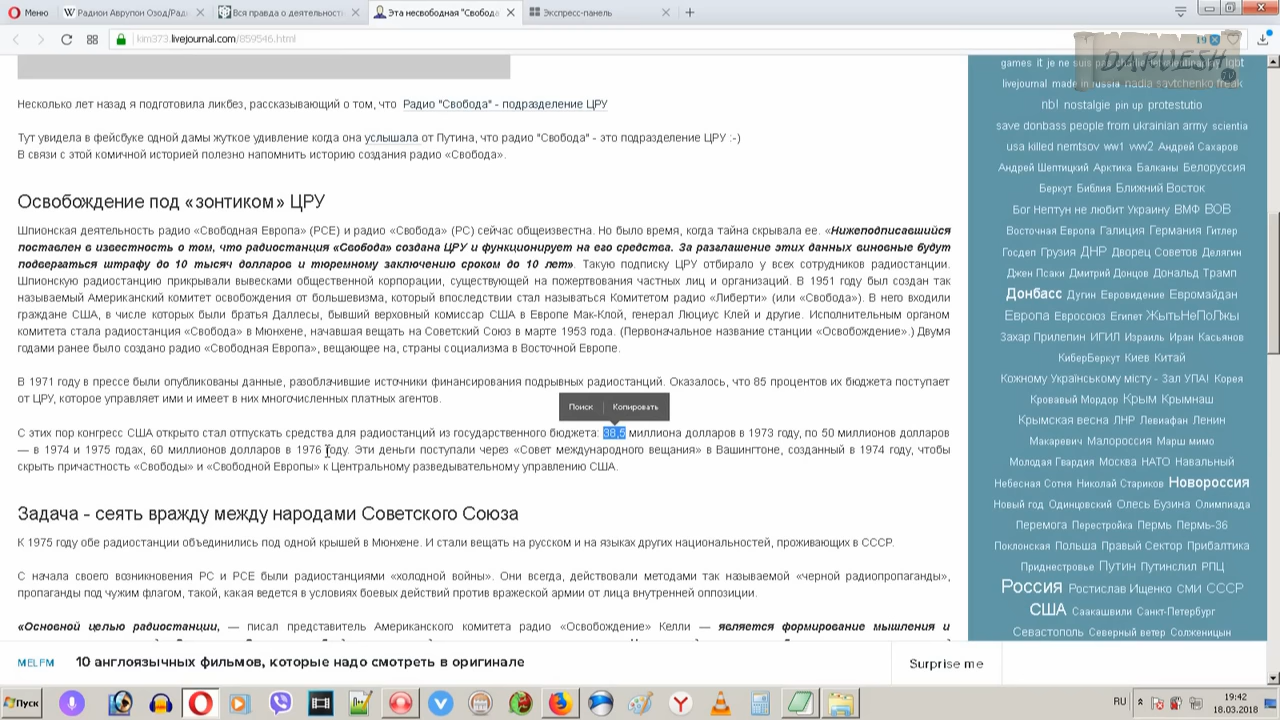 Меню
Радион Аврупои Озод/Рад
Вся правда о деятельност
Эта несвободная "Свобода
Экспресс-панель
kim373.livejournal.com/859546.html
DARVESH
TV
Несколько лет назад я подготовила ликбез, рассказывающий о том, что Радио "Свобода" - подразделение ЦРУ
Тут увидела в фейсбуке одной дамы жуткое удивление когда она услышала от Путина, что радио "Свобода" - это подразделение ЦРУ :-)
В связи с этой комичной историей полезно напомнить историю создания радио «Свобода».
Освобождение под «зонтиком» ЦРУ
Шпионская деятельность радио «Свободная Европа» (РСЕ) и радио «Свобода» (РС) сейчас общеизвестна. Но было время, когда тайна скрывала ее. «Нижеподписавшийся
поставлен в известность о том, что радиостанция «Свобода» создана ЦРУ и функционирует на его средства. За разглашение этих данных виновные будут
подвергаться штрафу до 10 тысяч долларов и тюремному заключению сроком до 10 лет». Такую подписку ЦРУ отбирало у всех сотрудников радиостанции.
Шпионскую радиостанцию прикрывали вывесками общественной корпорации, существующей на пожертвования частных лиц и организаций. В 1951 году был создан так
называемый Американский комитет освобождения от большевизма, который впоследствии стал называться Комитетом радио «Либерти» (или «Свобода»). В него входили
граждане США, в числе которых были братья Даллесы, бывший верховный комиссар США в Европе Мак-Клой, генерал Люциус Клей и другие. Исполнительным органом
комитета стала радиостанция «Свобода» в Мюнхене, начавшая вещать на Советский Союз в марте 1953 года. (Первоначальное название станции «Освобождение».) Двумя
годами ранее было создано радио «Свободная Европа», вещающее на, страны социализма в Восточной Европе.
В 1971 году в прессе были опубликованы данные, разоблачившие источники финансирования подрывных радиостанций. Оказалось, что 85 процентов их бюджета поступает
от ЦРУ, которое управляет ими и имеет в них многочисленных платных агентов.
Поиск Копировать
С этих пор конгресс США открыто стал отпускать средства для радиостанций из государственного бюджета: 38,5 миллиона долларов в 1973 году, по 50 миллионов долларов
— в 1974 и 1975 годах, 60 миллионов долларов в 1976 году. Эти деньги поступали через «Совет международного вещания» в Вашингтоне, созданный в 1974 году, чтобы
скрыть причастность «Свободы» и «Свободной Европы» к Центральному разведывательному управлению США.
Задача - сеять вражду между народами Советского Союза
К 1975 году обе радиостанции объединились под одной крышей в Мюнхене. И стали вещать на русском и на языках других национальностей, проживающих в СССР.
С начала своего возникновения РС и РСЕ были радиостанциями «холодной войны». Они всегда, действовали методами так называемой «черной радиопропаганды»,
пропаганды под чужим флагом, такой, какая ведется в условиях боевых действий против вражеской армии от лица внутренней оппозиции.
«Основной целью радиостанции, — писал представитель Американского комитета радио «Освобождение» Келли — является формирование мышления и
games it je ne suis pas lgbt
livejournal made in russia nadia savtchenko freak
nbl nostalgie pin up protestutio
save donbass people from ukrainian army scientia
usa killed nemtsov ww1 ww2 Андрей Сахаров
Андрей Шептицкий Арктика Балканы Белоруссия
Беркут Библия Ближний Восток
Бог Нептун не любит Украину ВМФ ВОВ
Восточная Европа Галиция Германия Гитлер
Госдеп Грузия ДНР Дворец Советов Делягин
Джен Псаки Дмитрий Донцов Дональд Трамп
Донбасс Дугин Евровидение Евромайдан
Европа Евросоюз Египет ЖытьНеПоЛжы
Захар Прилепин ИГИЛ Израиль Иран Касьянов
КиберБеркут Киев Китай
Кожному Українському місту - Зал УПА! Корея
Кровавый Мордор Крым Крымнаш
Крымская весна ЛНР Левиафан Ленин
Макаревич Малороссия Марш мимо
Молодая Гвардия Москва НАТО Навальный
Небесная Сотня Николай Стариков Новороссия
Новый год Одинцовский Олесь Бузина Олимпиада
Перемога Перестройка Пермь Пермь-36
Поклонская Польша Правый Сектор Прибалтика
Приднестровье Путин Путинслил РПЦ
Россия Ростислав Ищенко СМИ СССР
США Саакашвили Санкт-Петербург
Севастополь Северный ветер Солженицын
MEL FM 10 англоязычных фильмов, которые надо смотреть в оригинале
Surprise me
Пуск
RU
19:42
18.03.2018